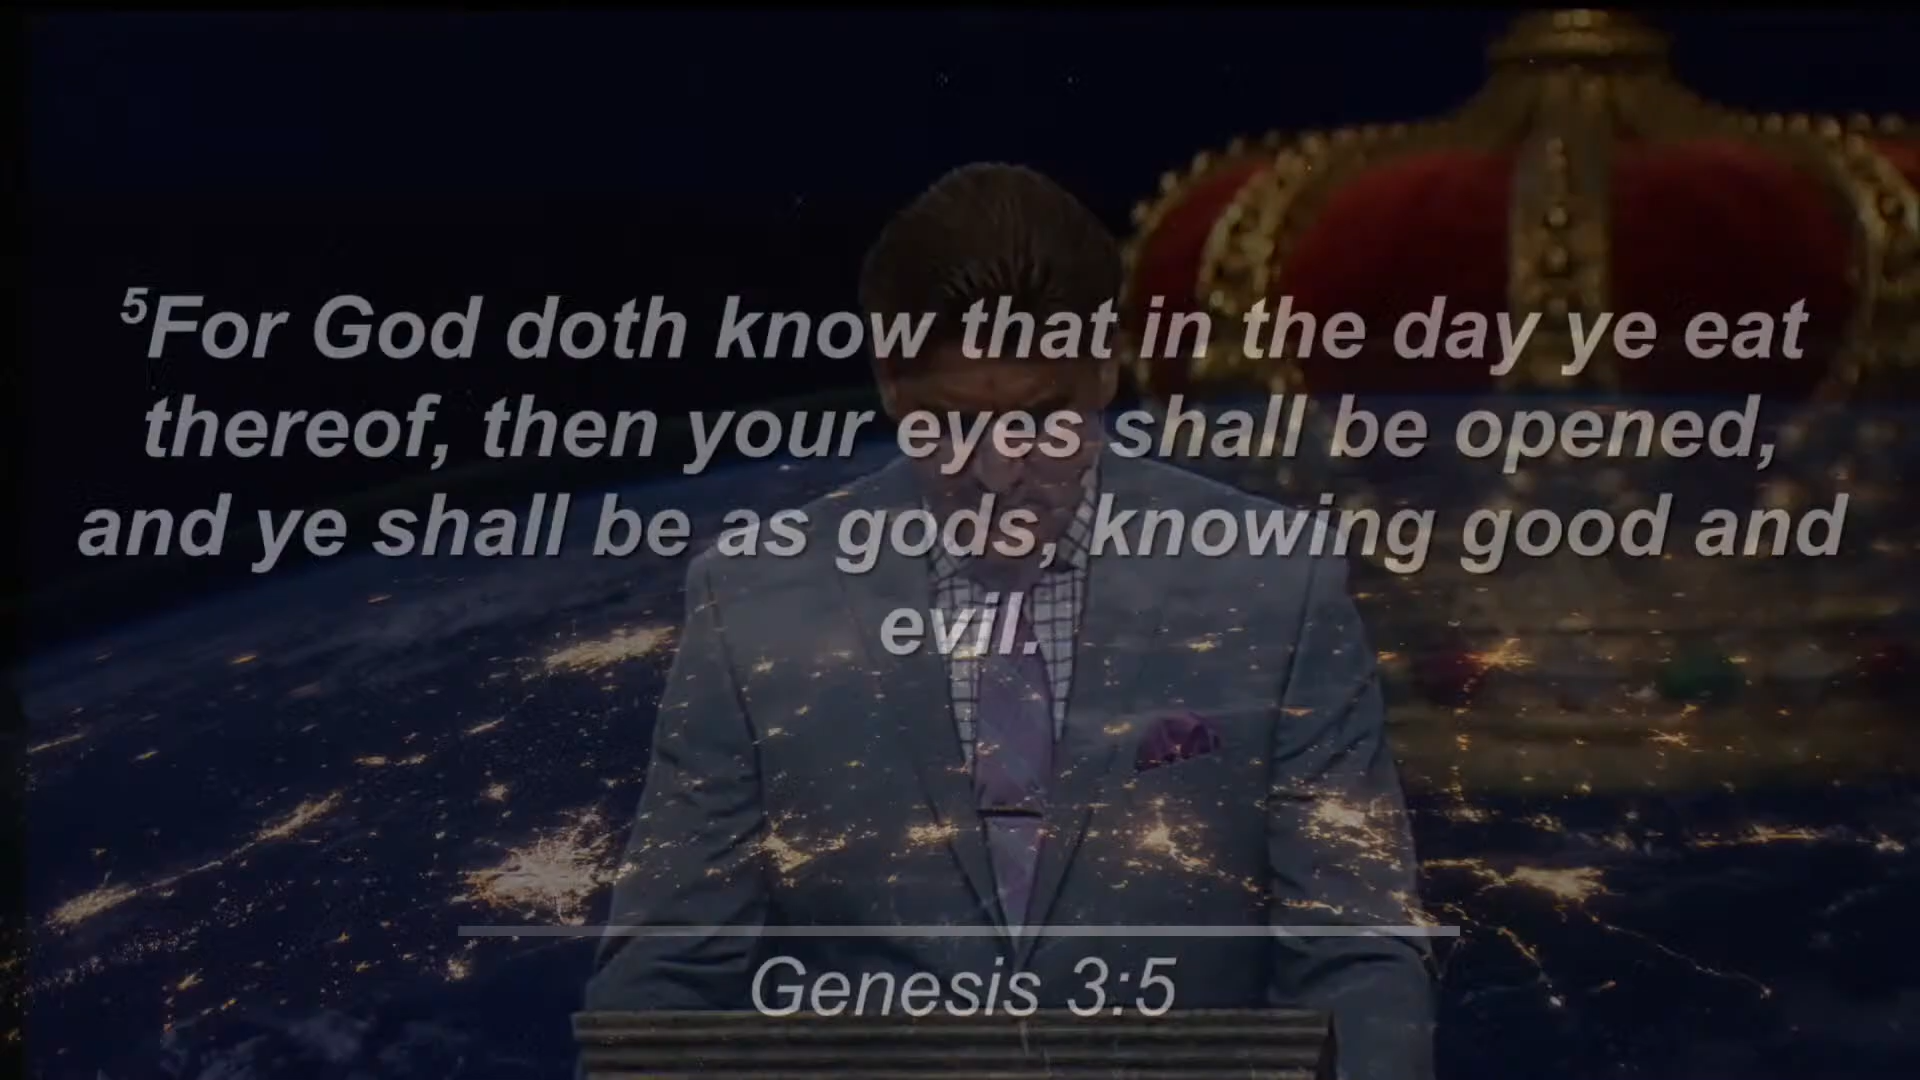 ⁵For God doth know that in the day ye eat
thereof, then your eyes shall be opened,
and ye shall be as gods, knowing good and
evil.
Genesis 3:5